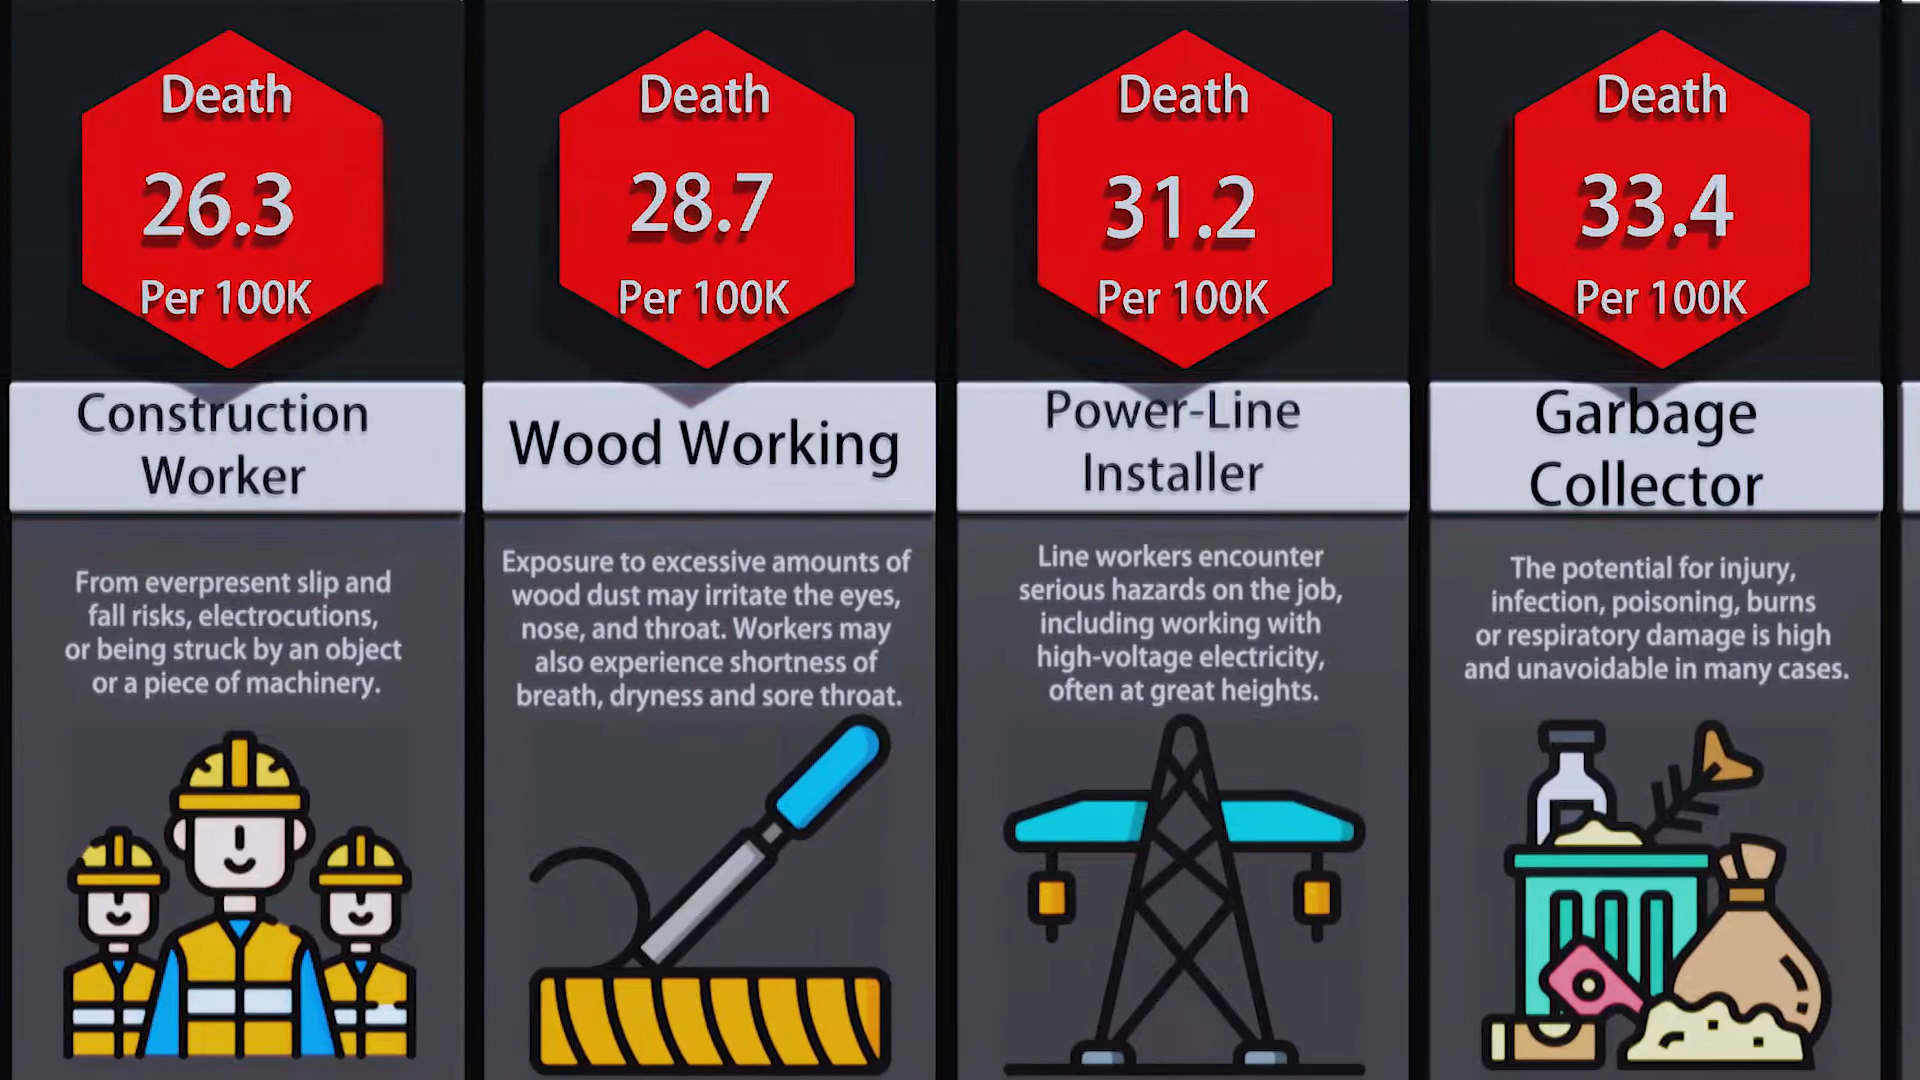 Death
26.3
Per 100K
Construction
Worker
From everpresent slip and
fall risks, electrocutions,
or being struck by an object
or a piece of machinery.
Death
28.7
Per 100K
Wood Working
Exposure to excessive amounts of
wood dust may irritate the eyes,
nose, and throat. Workers may
also experience shortness of
breath, dryness and sore throat.
Death
31.2
Per 100K
Power-Line
Installer
Line workers encounter
serious hazards on the job,
including working with
high-voltage electricity,
often at great heights.
Death
33.4
Per 100K
Garbage
Collector
The potential for injury,
infection, poisoning, burns
or respiratory damage is high
and unavoidable in many cases.